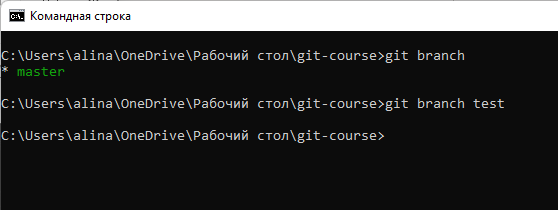 Командная строка
C:\Users\alina\OneDrive\Рабочий стол\git-course>git branch
* master
C:\Users\alina\OneDrive\Рабочий стол\git-course>git branch test
C:\Users\alina\OneDrive\Рабочий стол\git-course>